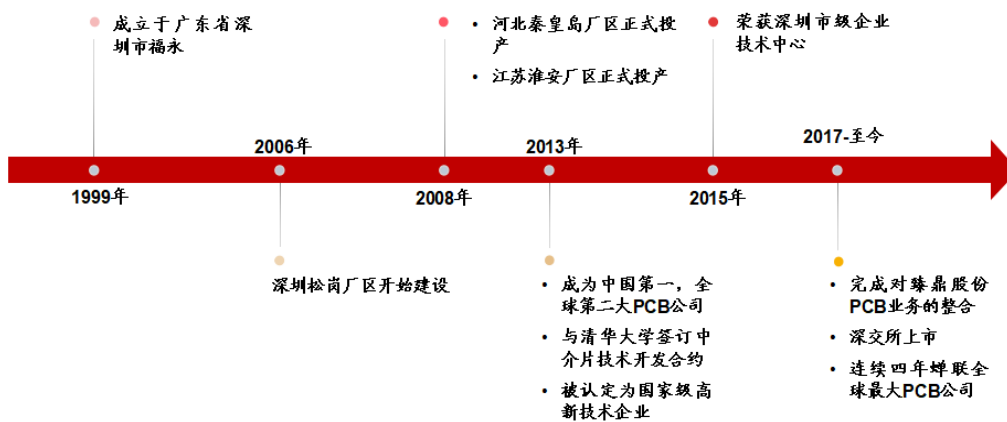 成立于广东省深
圳市福永
• 河北秦皇岛厂区正式投
产
• 江苏淮安厂区正式投产
荣获深圳市级企业
技术中心
2006年
2013年
2017-至今
1999年
2008年
2015年
深圳松岗厂区开始建设
• 成为中国第一，全
球第二大PCB公司
• 与清华大学签订中
介片技术开发合约
• 被认定为国家级高
新技术企业
• 完成对臻鼎股份
PCB业务的整合
• 深交所上市
• 连续四年蝉联全
球最大PCB公司